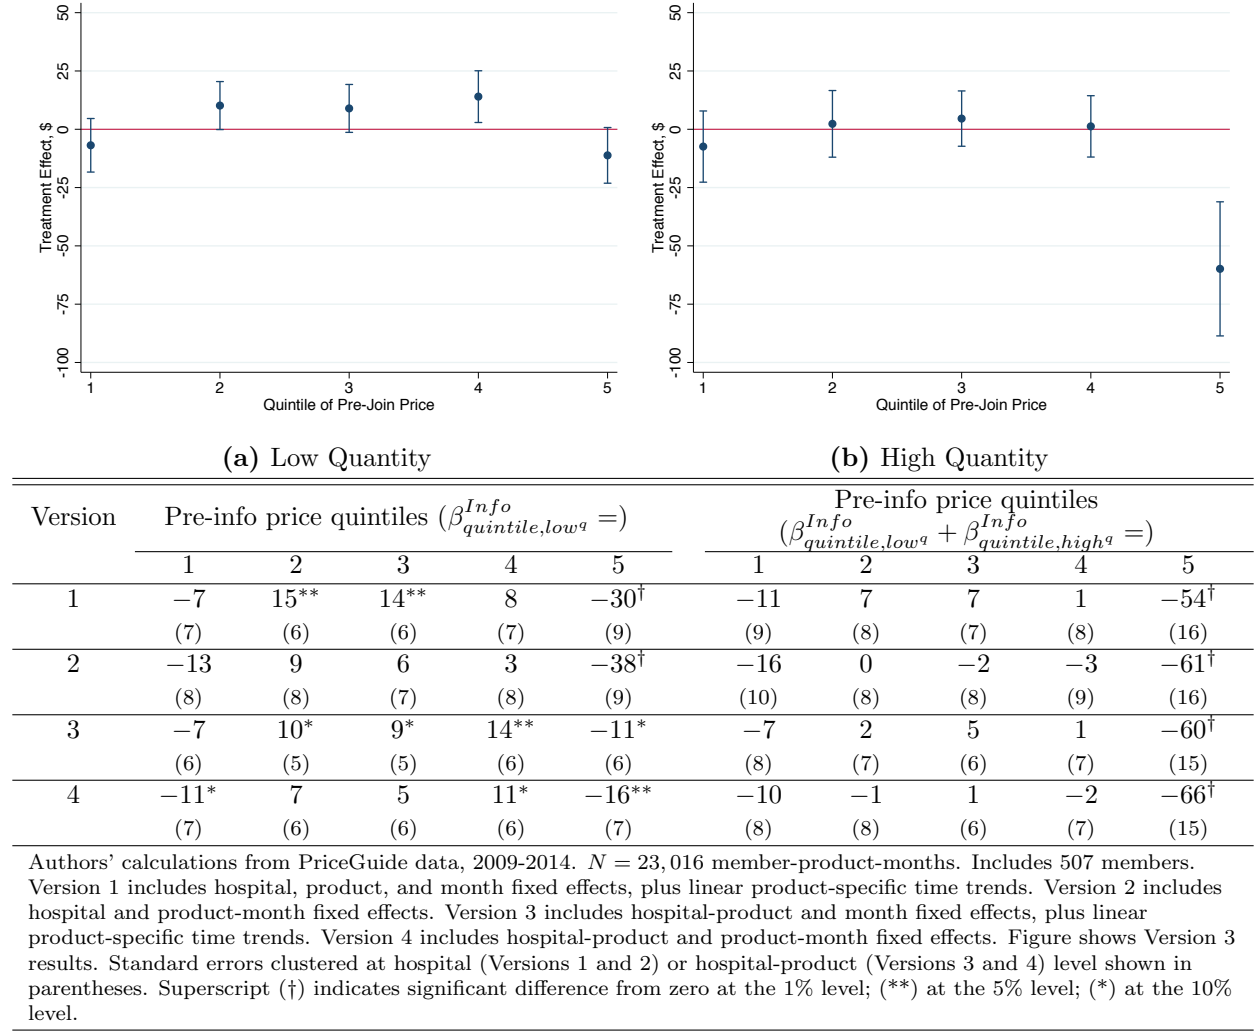 50
25
0
-25
-50
-75
-100
Treatment Effect, $
1 2 3 4 5
Quintile of Pre-Join Price
(a) Low Quantity
50
25
0
-25
-50
-75
-100
Treatment Effect, $
1 2 3 4 5
Quintile of Pre-Join Price
(b) High Quantity
Version Pre-info price quintiles (β^{Info}_{quintile,low^q} =) Pre-info price quintiles
(β^{Info}_{quintile,low^q} + β^{Info}_{quintile,high^q} =)
1 2 3 4 5 1 2 3 4 5
1 −7 15** 14** 8 −30† −11 7 7 1 −54†
(7) (6) (6) (7) (9) (9) (8) (7) (8) (16)
2 −13 9 6 3 −38† −16 0 −2 −3 −61†
(8) (8) (7) (8) (9) (10) (8) (8) (9) (16)
3 −7 10* 9* 14** −11* −7 2 5 1 −60†
(6) (5) (5) (6) (6) (8) (7) (6) (7) (15)
4 −11* 7 5 11* −16** −10 −1 1 −2 −66†
(7) (6) (6) (6) (7) (8) (8) (6) (7) (15)
Authors' calculations from PriceGuide data, 2009-2014. N = 23,016 member-product-months. Includes 507 members.
Version 1 includes hospital, product, and month fixed effects, plus linear product-specific time trends. Version 2 includes
hospital and product-month fixed effects. Version 3 includes hospital-product and month fixed effects, plus linear
product-specific time trends. Version 4 includes hospital-product and product-month fixed effects. Figure shows Version 3
results. Standard errors clustered at hospital (Versions 1 and 2) or hospital-product (Versions 3 and 4) level shown in
parentheses. Superscript (†) indicates significant difference from zero at the 1% level; (**) at the 5% level; (*) at the 10%
level.